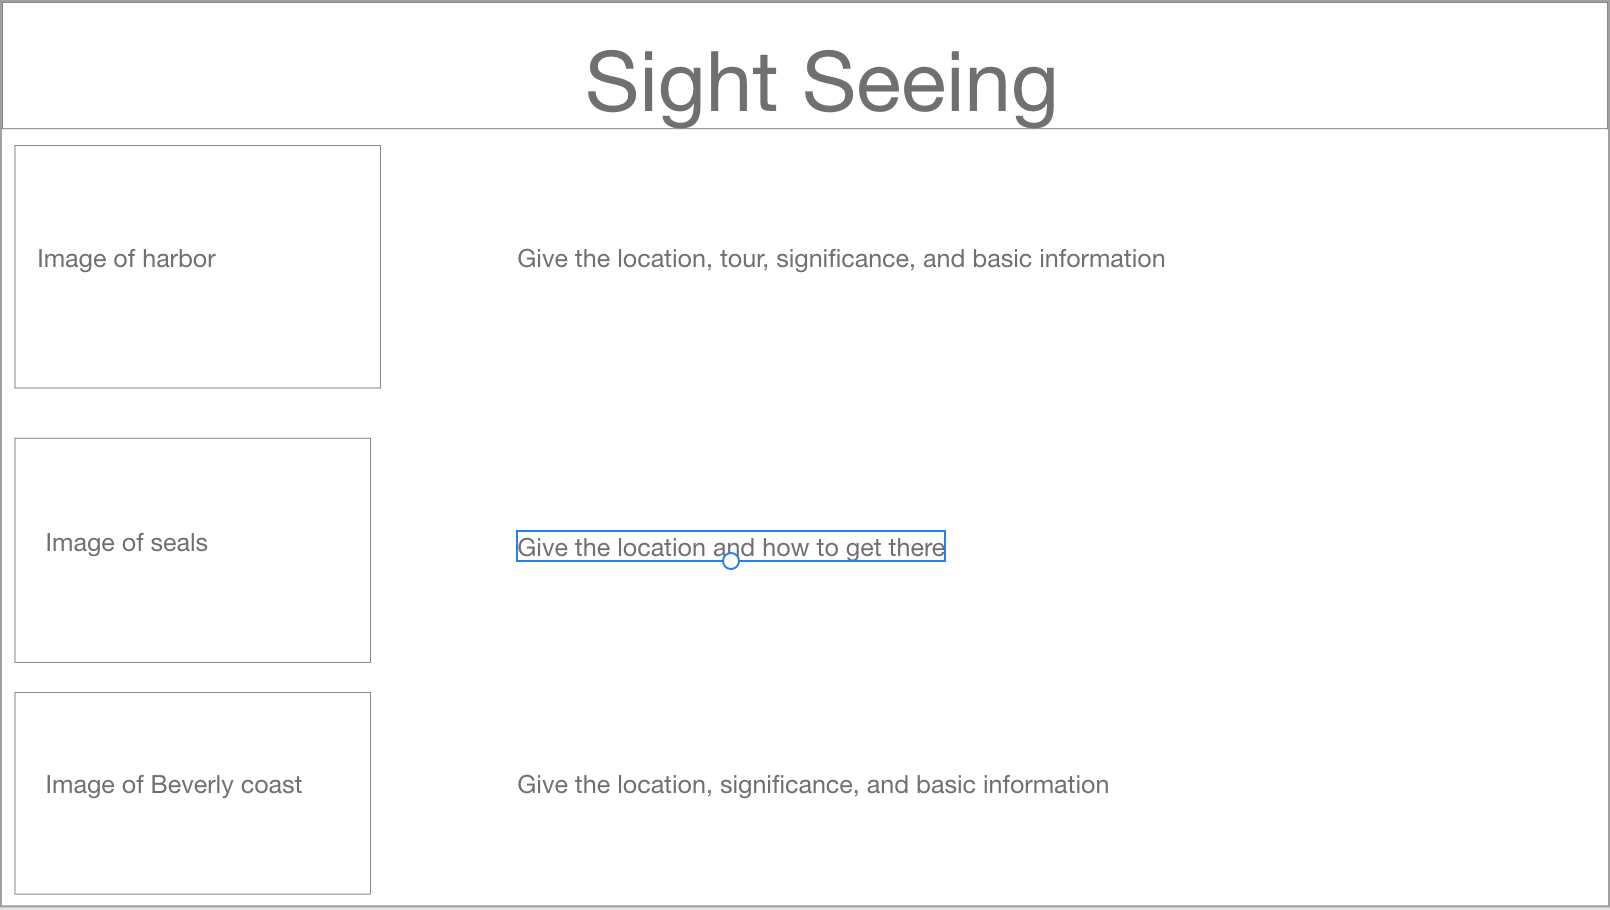 Sight Seeing
Image of harbor
Give the location, tour, significance, and basic information
Image of seals
Give the location and how to get there
Image of Beverly coast
Give the location, significance, and basic information